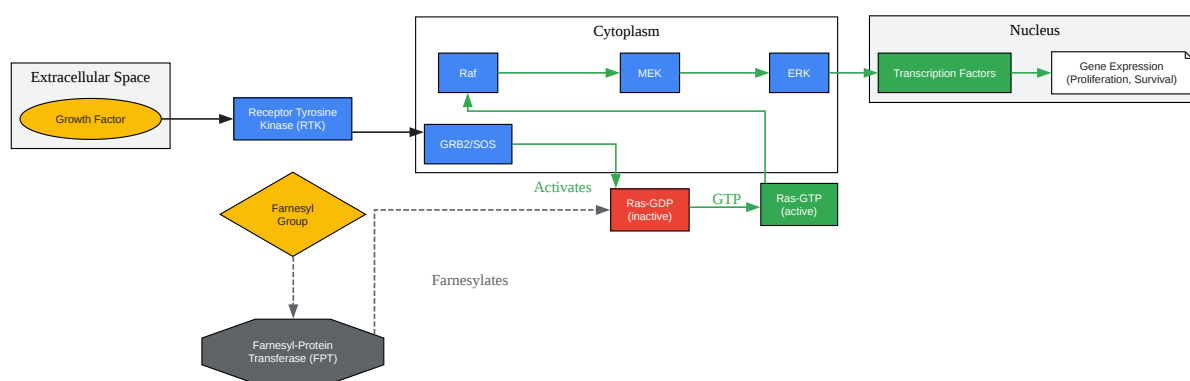 Extracellular Space
Growth Factor
Receptor Tyrosine
Kinase (RTK)
Cytoplasm
Raf
MEK
ERK
GRB2/SOS
Nucleus
Transcription Factors
Gene Expression
(Proliferation, Survival)
Activates
Ras-GDP
(inactive)
GTP
Ras-GTP
(active)
Farnesyl
Group
Farnesylates
Farnesyl-Protein
Transferase (FPT)